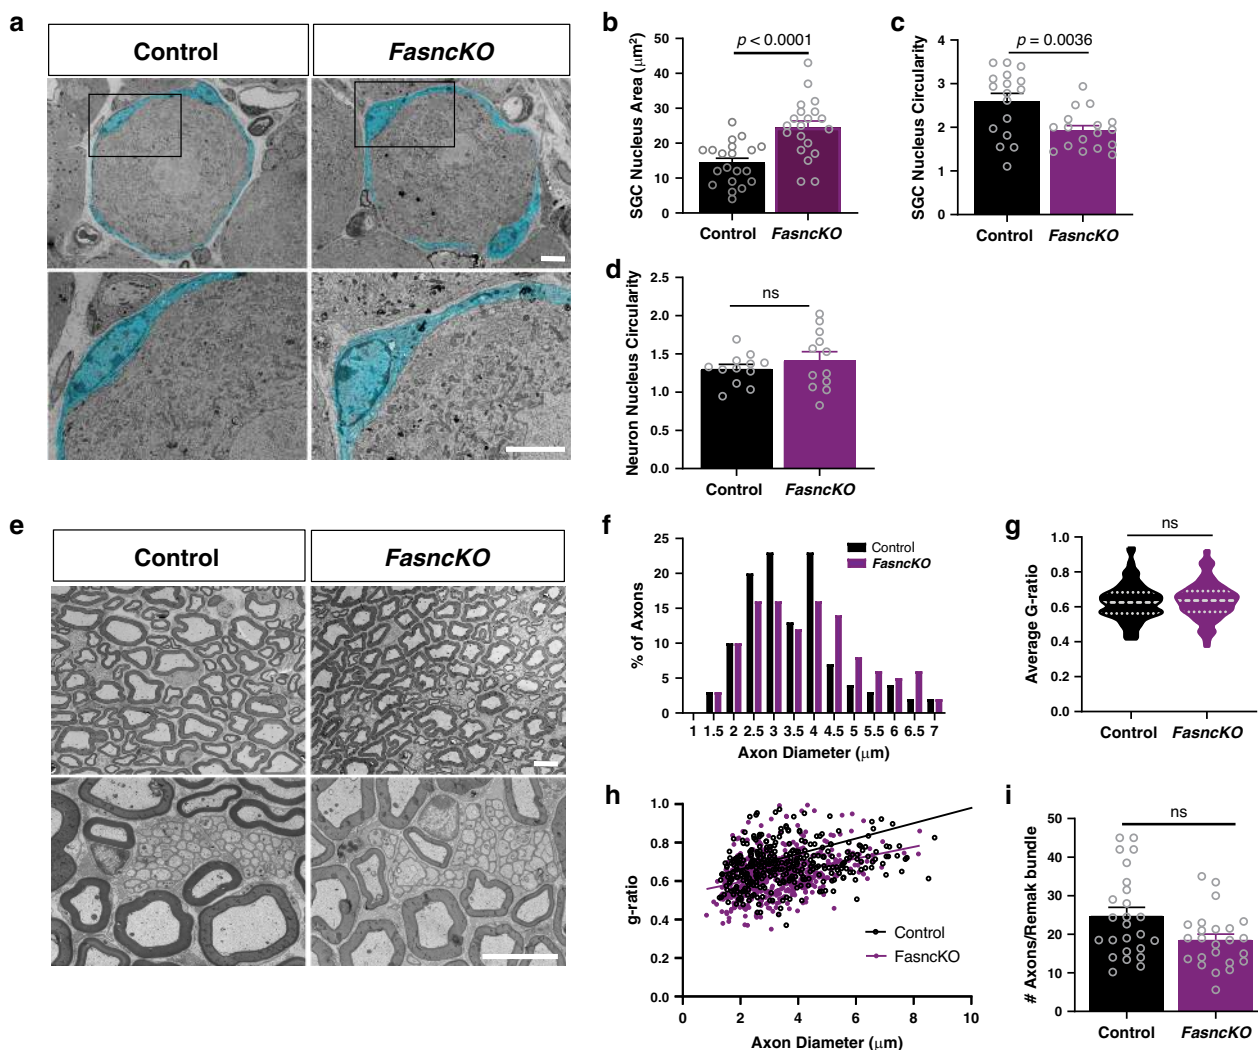 a
Control
FasncKO
b
SGC Nucleus Area (μm²)
50
40
30
20
10
0
p < 0.0001
Control
FasncKO
c
SGC Nucleus Circularity
4
3
2
1
0
p = 0.0036
Control
FasncKO
d
Neuron Nucleus Circularity
2.5
2.0
1.5
1.0
0.5
0.0
ns
Control
FasncKO
e
Control
FasncKO
f
% of Axons
25
20
15
10
5
0
Control
FasncKO
1 1.5 2 2.5 3 3.5 4 4.5 5 5.5 6 6.5 7
Axon Diameter (μm)
g
Average G-ratio
1.0
0.8
0.6
0.4
0.2
0.0
ns
Control
FasncKO
h
g-ratio
1.0
0.8
0.6
0.4
0.2
0.0
Control
FasncKO
0 2 4 6 8 10
Axon Diameter (μm)
i
# Axons/Remak bundle
50
40
30
20
10
0
ns
Control
FasncKO